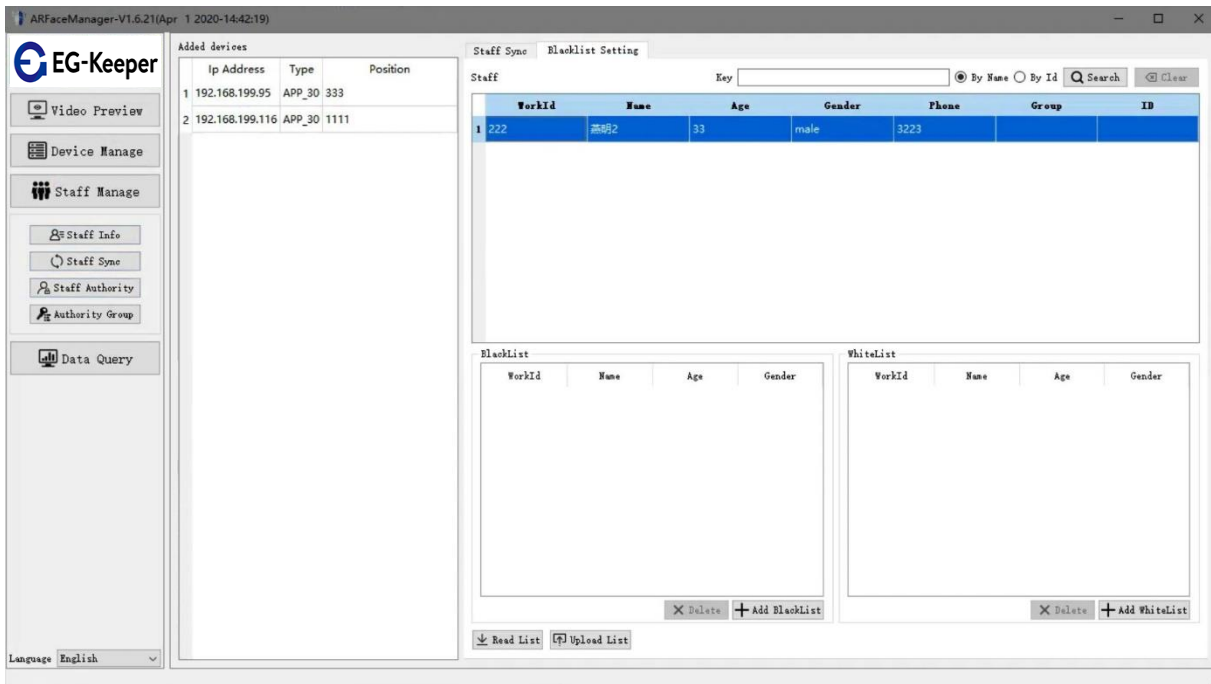 ARFaceManager-V1.6.21(Apr 1 2020-14:42:19)
EG-Keeper
Video Preview
Device Manage
Staff Manage
Staff Info
Staff Sync
Staff Authority
Authority Group
Data Query
Language English
Added devices
Ip Address Type Position
1 192.168.199.95 APP_30 333
2 192.168.199.116 APP_30 1111
Staff Sync Blacklist Setting
Staff Key By Name By Id Search Clear
WorkId Name Age Gender Phone Group ID
1 222 燕明2 33 male 3223
BlackList
WorkId Name Age Gender
Delete Add BlackList
WhiteList
WorkId Name Age Gender
Delete Add WhiteList
Read List Upload List